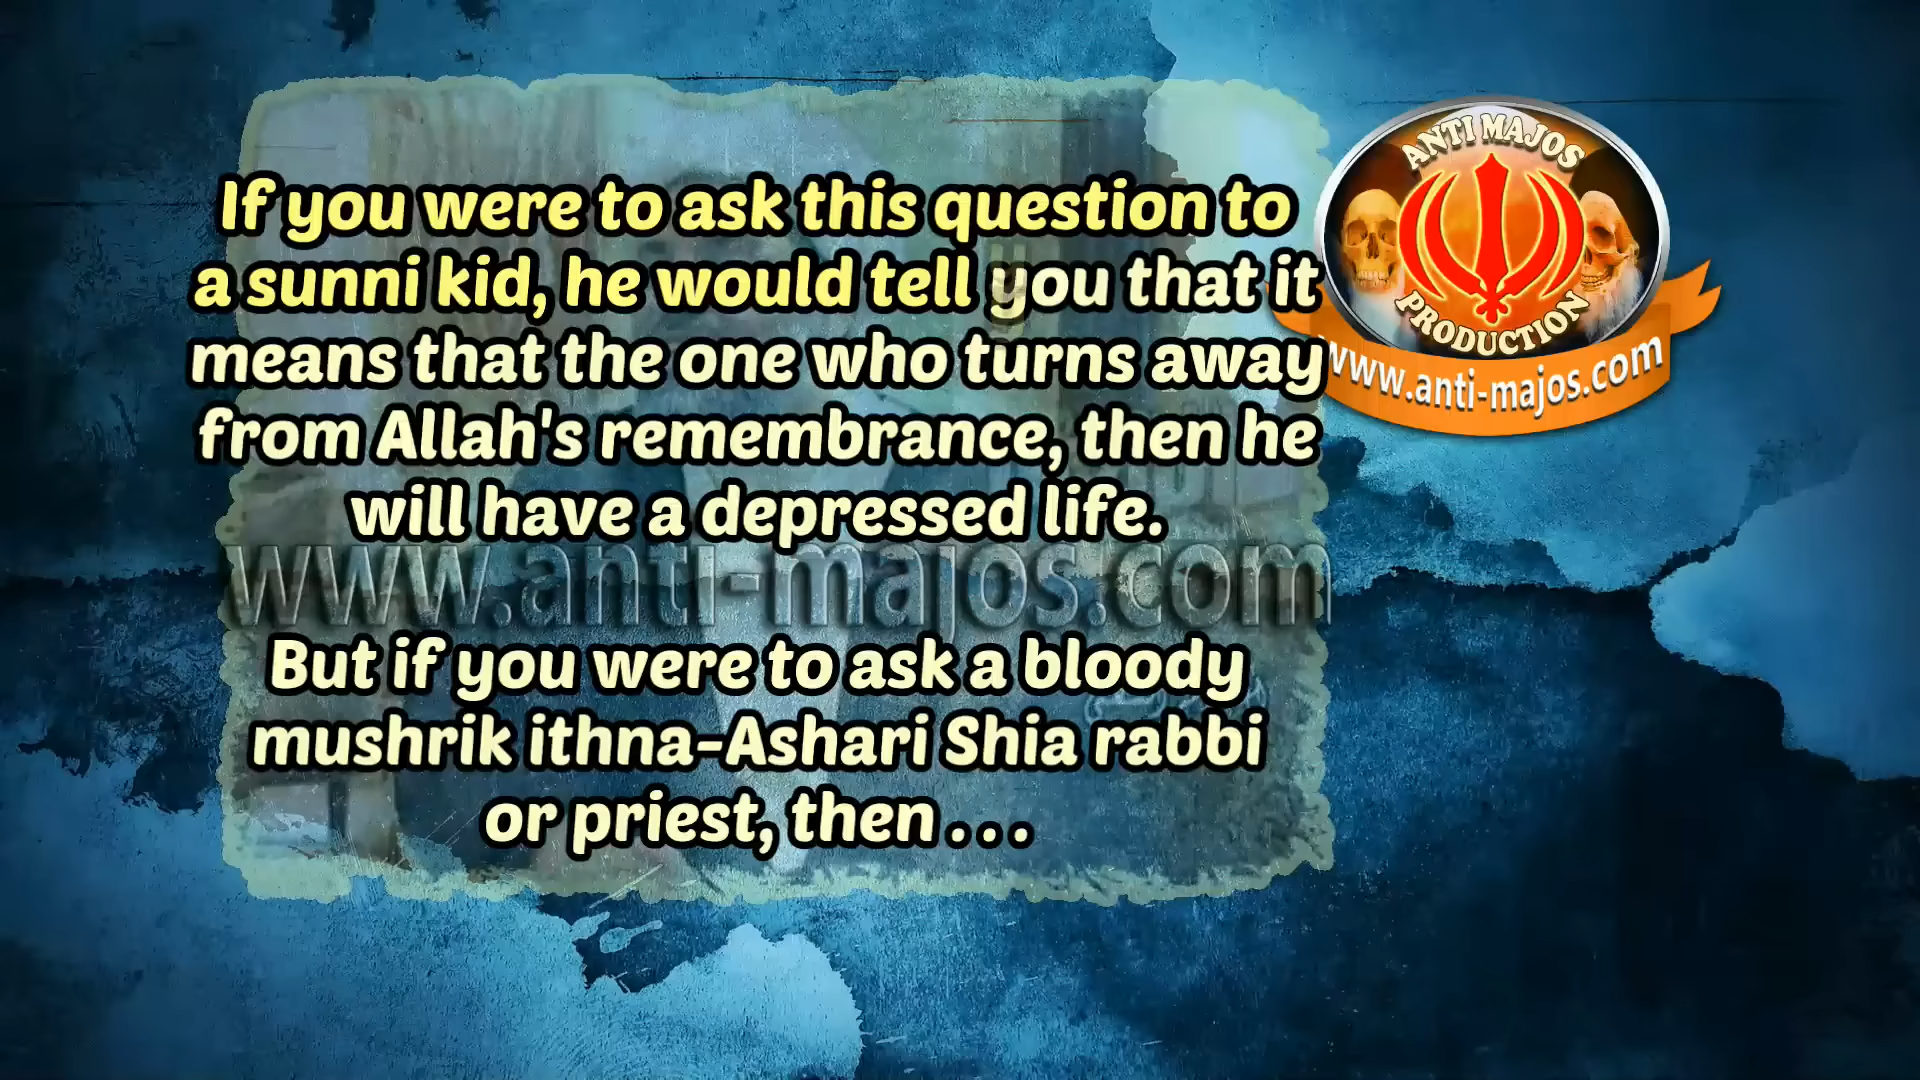 If you were to ask this question to
a sunni kid, he would tell you that it
means that the one who turns away
from Allah's remembrance, then he
will have a depressed life.
www.anti-majos.com
But if you were to ask a bloody
mushrik ithna-Ashari Shia rabbi
or priest, then . . .
ANTI MAJOS
PRODUCTION
www.anti-majos.com